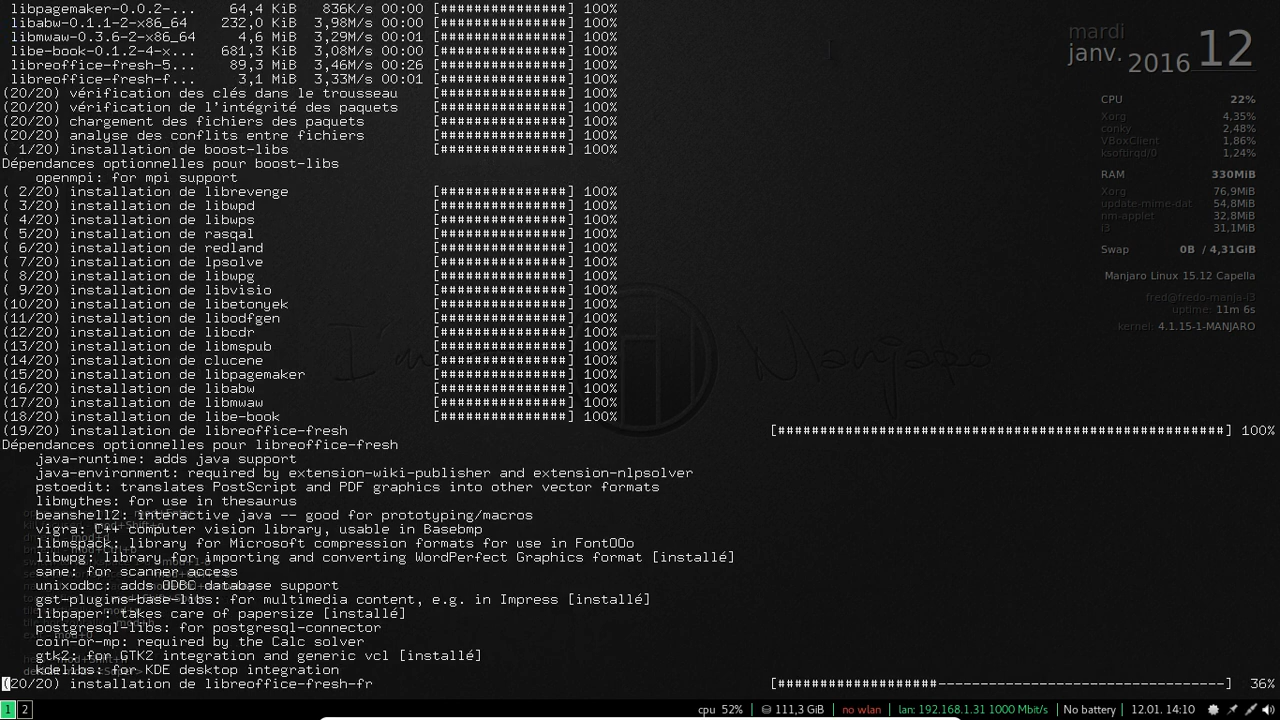 libpagemaker-0.0.2-... 64,4 KiB 836K/s 00:00 [###############] 100%
libabw-0.1.1-2-x86_64 232,0 KiB 3,98M/s 00:00 [###############] 100%
libmwaw-0.3.6-2-x86_64 4,6 MiB 3,29M/s 00:01 [###############] 100%
libe-book-0.1.2-4-x... 681,3 KiB 3,08M/s 00:00 [###############] 100%
libreoffice-fresh-5... 89,3 MiB 3,46M/s 00:26 [###############] 100%
libreoffice-fresh-f... 3,1 MiB 3,33M/s 00:01 [###############] 100%
(20/20) vérification des clés dans le trousseau [###############] 100%
(20/20) vérification de l'intégrité des paquets [###############] 100%
(20/20) chargement des fichiers des paquets [###############] 100%
(20/20) analyse des conflits entre fichiers [###############] 100%
( 1/20) installation de boost-libs [###############] 100%
Dépendances optionnelles pour boost-libs
openmpi: for mpi support
( 2/20) installation de librevenge [###############] 100%
( 3/20) installation de libwpd [###############] 100%
( 4/20) installation de libwps [###############] 100%
( 5/20) installation de rasqal [###############] 100%
( 6/20) installation de redland [###############] 100%
( 7/20) installation de lpsolve [###############] 100%
( 8/20) installation de libwpg [###############] 100%
( 9/20) installation de libvisio [###############] 100%
(10/20) installation de libetonyek [###############] 100%
(11/20) installation de libodfgen [###############] 100%
(12/20) installation de libcdr [###############] 100%
(13/20) installation de libmspub [###############] 100%
(14/20) installation de clucene [###############] 100%
(15/20) installation de libpagemaker [###############] 100%
(16/20) installation de libabw [###############] 100%
(17/20) installation de libmwaw [###############] 100%
(18/20) installation de libe-book [###############] 100%
(19/20) installation de libreoffice-fresh [#####################################################] 100%
Dépendances optionnelles pour libreoffice-fresh
java-runtime: adds java support
java-environment: required by extension-wiki-publisher and extension-nlpsolver
pstoedit: translates PostScript and PDF graphics into other vector formats
libmythes: for use in thesaurus
beanshell2: interactive java -- good for prototyping/macros
vigra: C++ computer vision library, usable in Basebmp
libmspack: library for Microsoft compression formats for use in FontOOo
libwpg: library for importing and converting WordPerfect Graphics format [installé]
sane: for scanner access
unixodbc: adds ODBC database support
gst-plugins-base-libs: for multimedia content, e.g. in Impress [installé]
libpaper: takes care of papersize [installé]
postgresql-libs: for postgresql-connector
coin-or-mp: required by the Calc solver
gtk2: for GTK2 integration and generic vcl [installé]
kdelibs: for KDE desktop integration
(20/20) installation de libreoffice-fresh-fr [###################----------------------------------] 36%
mardi
janv. 2016 12
CPU 22%
Xorg 4,35%
conky 2,48%
VBoxClient 1,86%
ksoftirqd/0 1,24%
RAM 330MiB
Xorg 76,9MiB
update-mime-dat 54,8MiB
nm-applet 32,8MiB
i3 31,1MiB
Swap 0B / 4,31GiB
Manjaro Linux 15.12 Capella
fred@fredo-manja-i3
uptime: 11m 6s
kernel: 4.1.15-1-MANJARO
Manjaro
1 2
cpu 52% | 111,3 GiB | no wlan | lan: 192.168.1.31 1000 Mbit/s | No battery | 12.01. 14:10